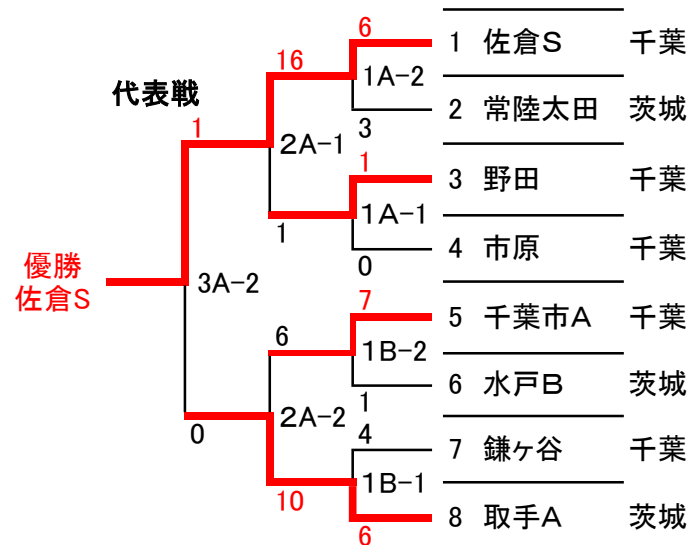 6
1 佐倉S 千葉
16
1A-2
代表戦
2 常陸太田 茨城
3
1
2A-1
1
3 野田 千葉
1A-1
1
4 市原 千葉
0
優勝
佐倉S
3A-2
7
5 千葉市A 千葉
6
1B-2
6 水戸B 茨城
1
2A-2
4
0
7 鎌ヶ谷 千葉
1B-1
10
8 取手A 茨城
6